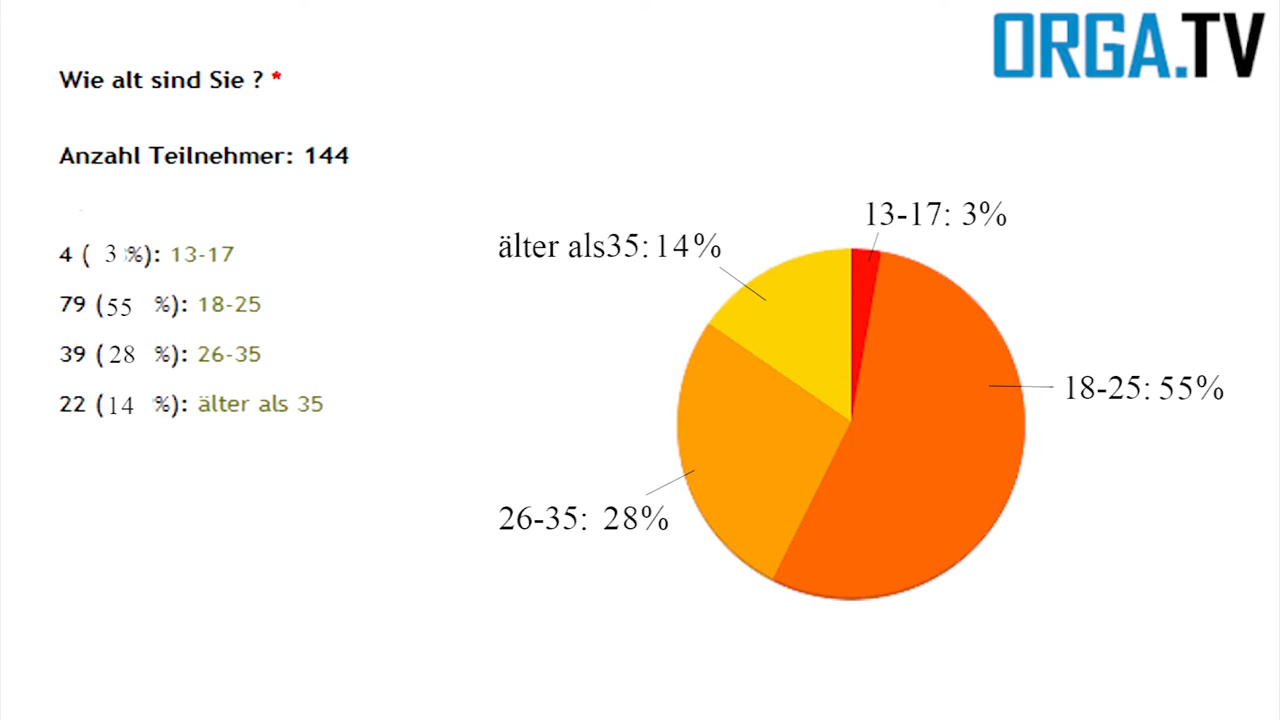 ORGA.TV
Wie alt sind Sie ? *
Anzahl Teilnehmer: 144
4 ( 3 %): 13-17
79 (55 %): 18-25
39 (28 %): 26-35
22 (14 %): älter als 35
13-17: 3%
älter als35: 14%
18-25: 55%
26-35: 28%